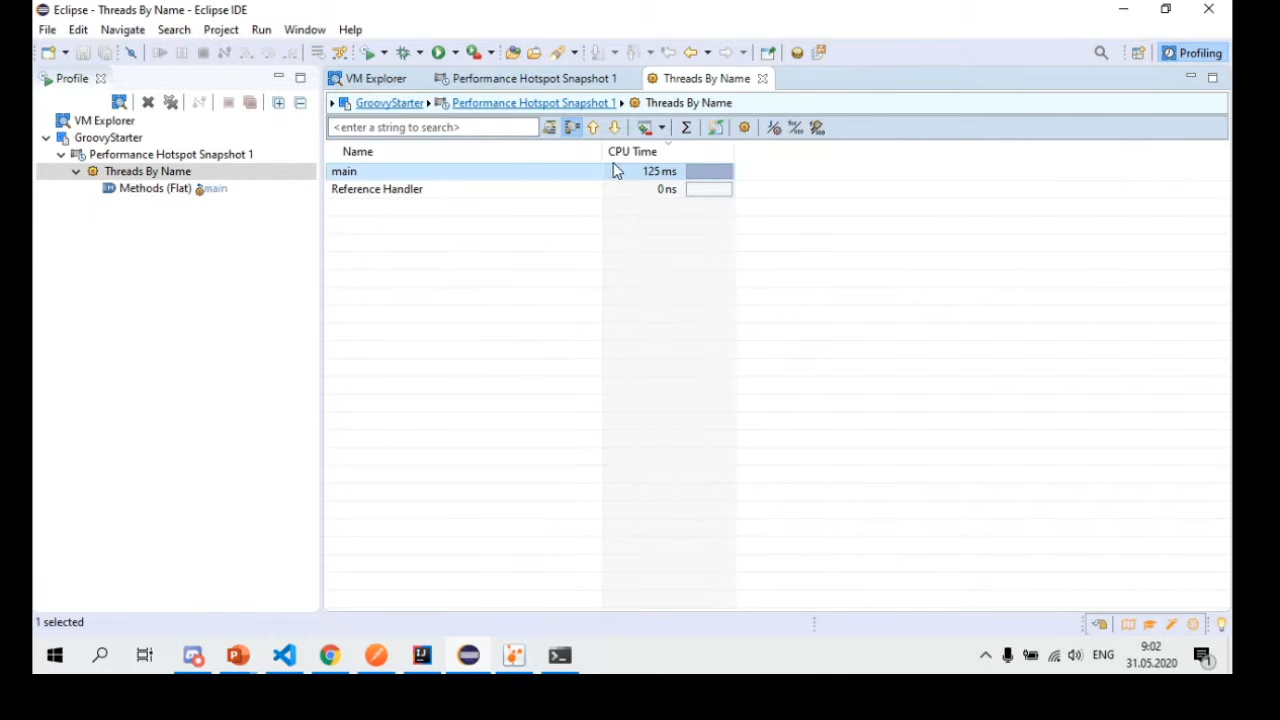 Eclipse - Threads By Name - Eclipse IDE
File Edit Navigate Search Project Run Window Help
Profiling
Profile
VM Explorer
GroovyStarter
Performance Hotspot Snapshot 1
Threads By Name
Methods (Flat) main
VM Explorer Performance Hotspot Snapshot 1 Threads By Name
GroovyStarter Performance Hotspot Snapshot 1 Threads By Name
<enter a string to search>
Name CPU Time
main 125 ms
Reference Handler 0 ns
1 selected
ENG
9:02
31.05.2020
1